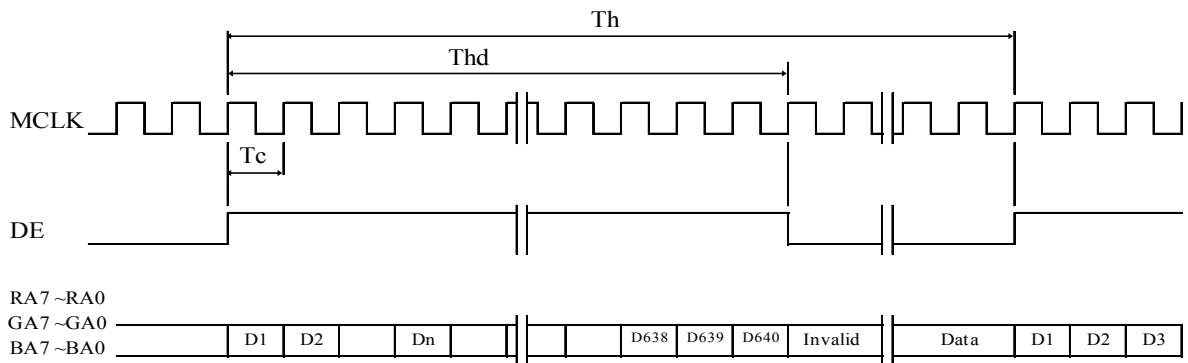 Th
Thd
MCLK
Tc
DE
RA7 ~RA0
GA7 ~GA0
BA7 ~BA0
D1 D2 Dn D638 D639 D640 Invalid Data D1 D2 D3